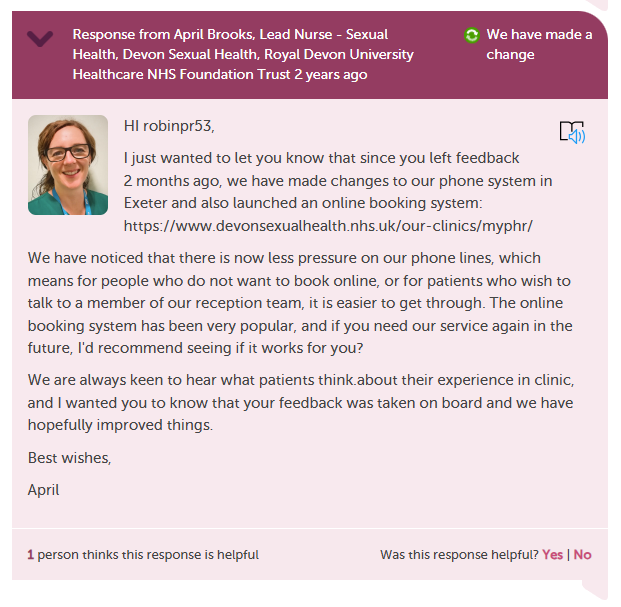 Response from April Brooks, Lead Nurse - Sexual
Health, Devon Sexual Health, Royal Devon University
Healthcare NHS Foundation Trust 2 years ago
We have made a
change
HI robinpr53,
I just wanted to let you know that since you left feedback
2 months ago, we have made changes to our phone system in
Exeter and also launched an online booking system:
https://www.devonsexualhealth.nhs.uk/our-clinics/myphr/
We have noticed that there is now less pressure on our phone lines, which
means for people who do not want to book online, or for patients who wish to
talk to a member of our reception team, it is easier to get through. The online
booking system has been very popular, and if you need our service again in the
future, I'd recommend seeing if it works for you?
We are always keen to hear what patients think.about their experience in clinic,
and I wanted you to know that your feedback was taken on board and we have
hopefully improved things.
Best wishes,
April
1 person thinks this response is helpful
Was this response helpful? Yes | No